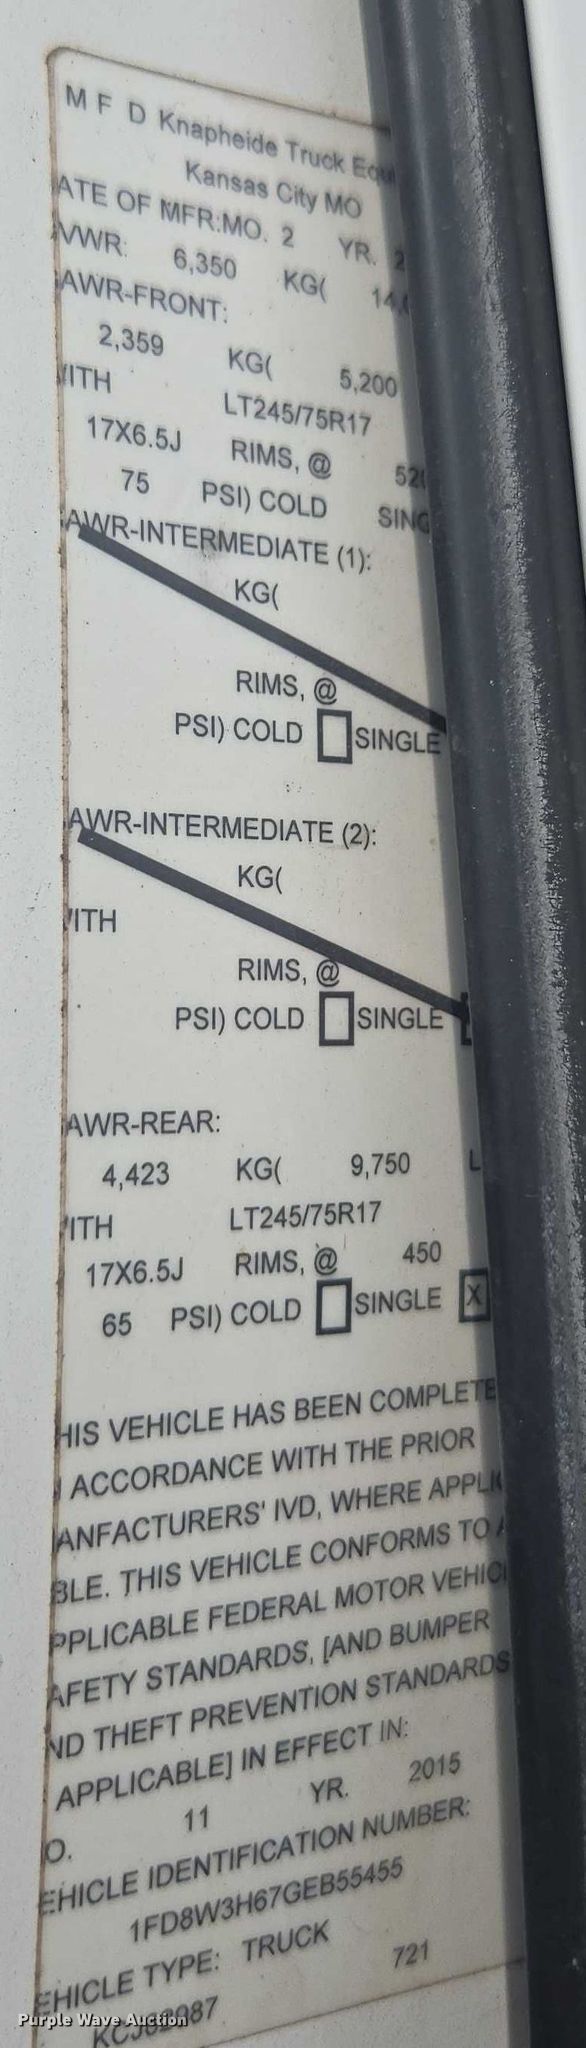 M F D Knapheide Truck Equ
Kansas City MO
ATE OF MFR:MO. 2 YR. 2
VWR: 6,350 KG( 14,0
AWR-FRONT:
2,359 KG( 5,200
ITH LT245/75R17
17X6.5J RIMS, @ 520
75 PSI) COLD SING
AWR-INTERMEDIATE (1):
KG(
RIMS, @
PSI) COLD SINGLE
AWR-INTERMEDIATE (2):
KG(
ITH
RIMS, @
PSI) COLD SINGLE
AWR-REAR:
4,423 KG( 9,750 L
ITH LT245/75R17
17X6.5J RIMS, @ 450
65 PSI) COLD SINGLE X
HIS VEHICLE HAS BEEN COMPLETE
ACCORDANCE WITH THE PRIOR
ANFACTURERS' IVD, WHERE APPLI
BLE. THIS VEHICLE CONFORMS TO A
PPLICABLE FEDERAL MOTOR VEHIC
AFETY STANDARDS, [AND BUMPER
ND THEFT PREVENTION STANDARDS
APPLICABLE] IN EFFECT IN:
O. 11 YR. 2015
EHICLE IDENTIFICATION NUMBER:
1FD8W3H67GEB55455
EHICLE TYPE: TRUCK
721
Purple Wave Auction